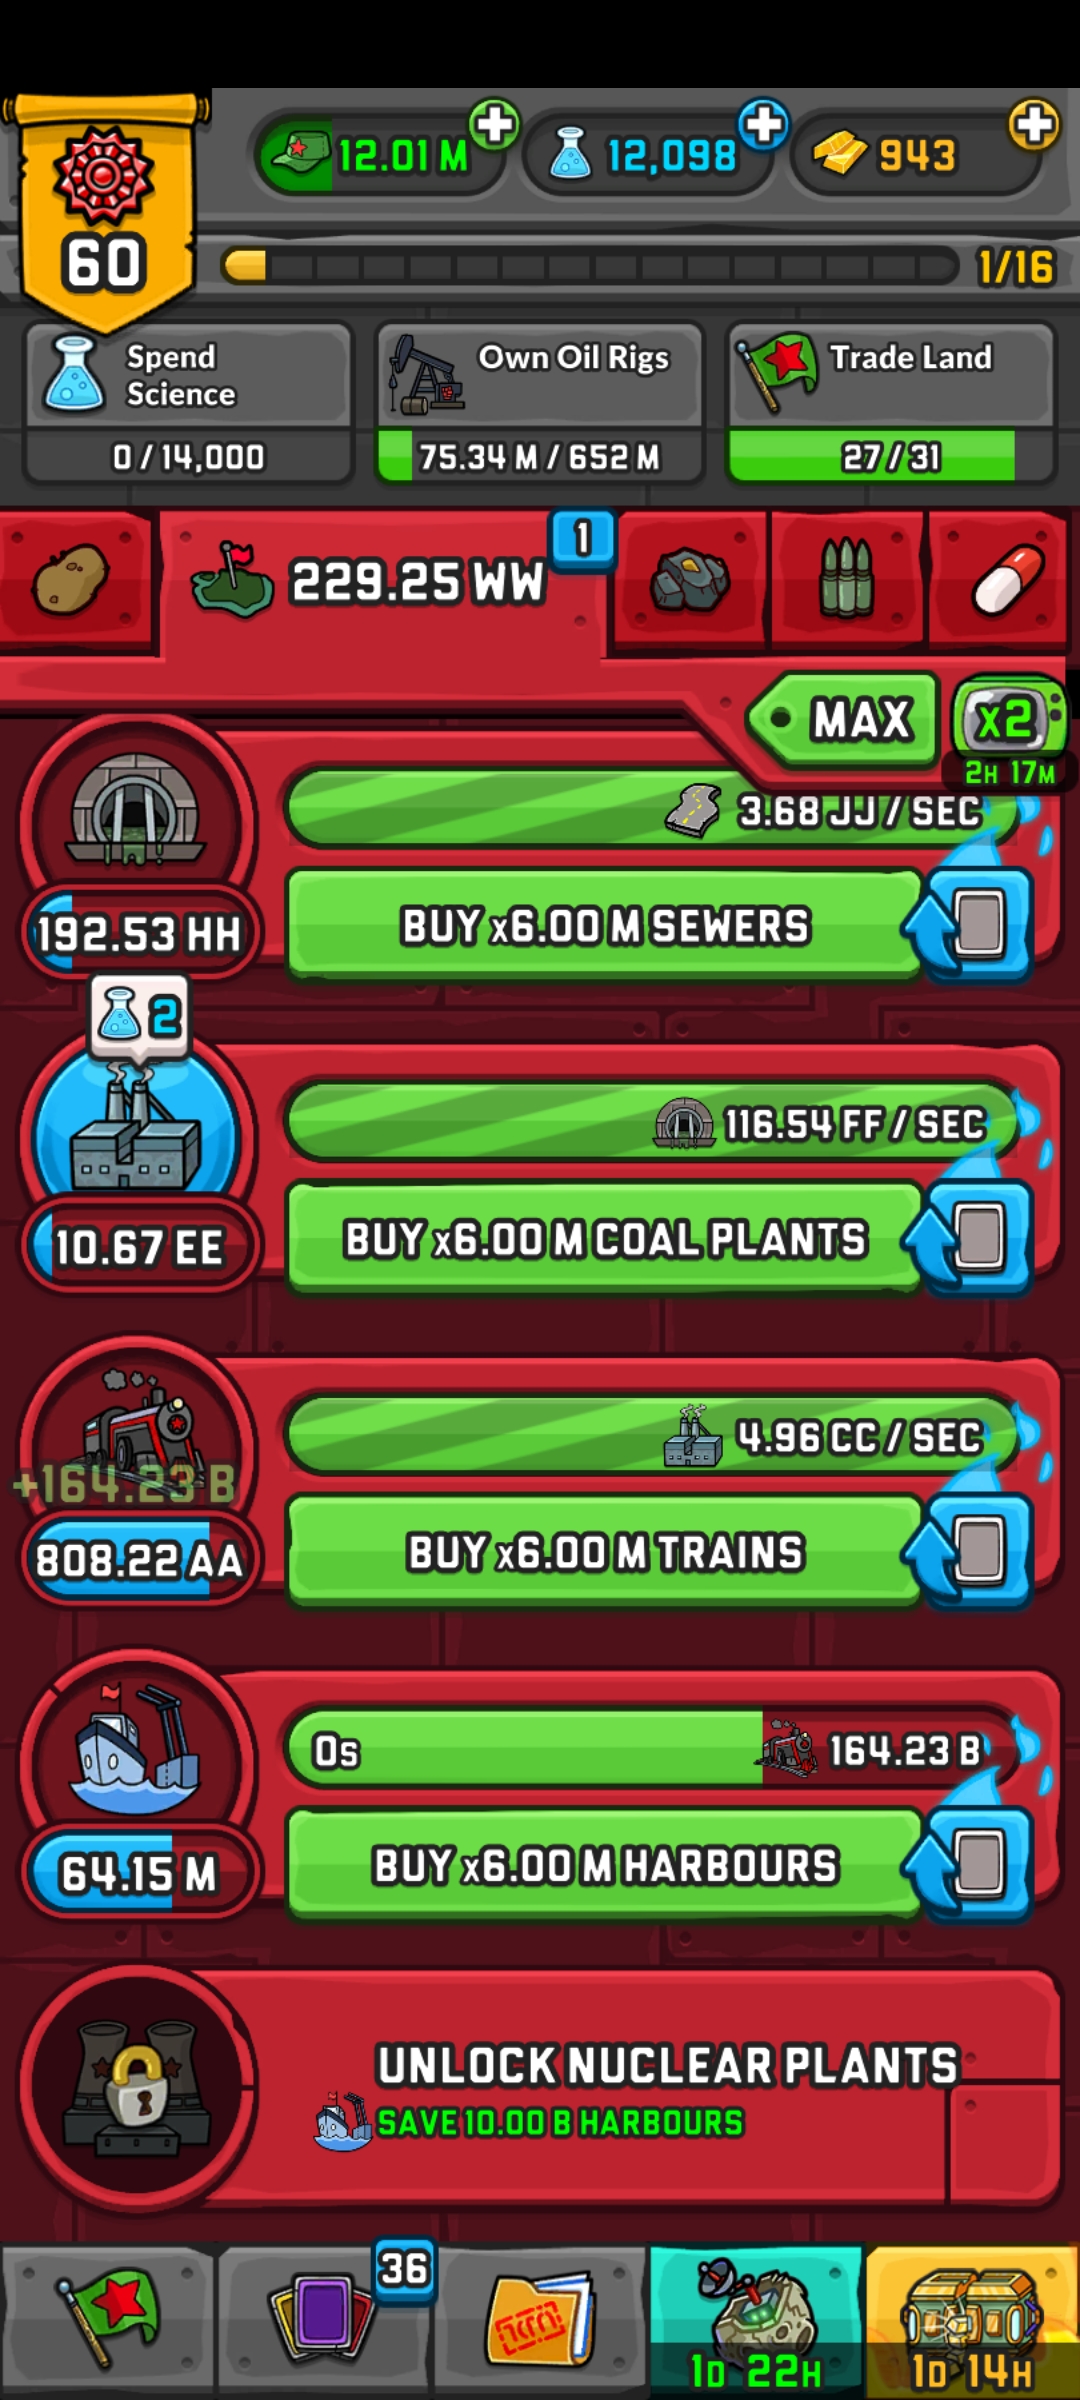 60
12.01 M
12,098
943
1/16
Spend
Science
0 / 14,000
Own Oil Rigs
75.34 M / 652 M
Trade Land
27 / 31
229.25 WW
1
MAX
x2
2H 17M
3.68 JJ / SEC
192.53 HH
BUY x6.00 M SEWERS
2
116.54 FF / SEC
10.67 EE
BUY x6.00 M COAL PLANTS
4.96 CC / SEC
+164.23 B
808.22 AA
BUY x6.00 M TRAINS
0s
164.23 B
64.15 M
BUY x6.00 M HARBOURS
UNLOCK NUCLEAR PLANTS
SAVE 10.00 B HARBOURS
36
1D 22H
1D 14H